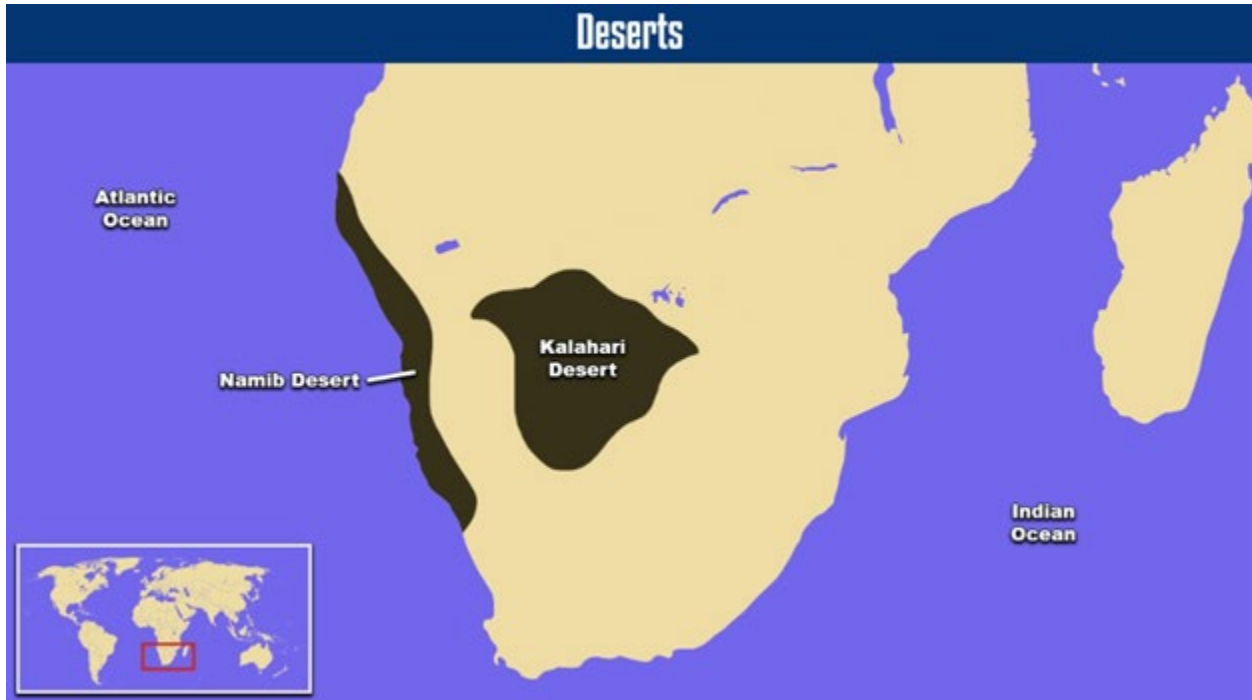 Deserts
Atlantic
Ocean
Kalahari
Desert
Namib Desert
Indian
Ocean